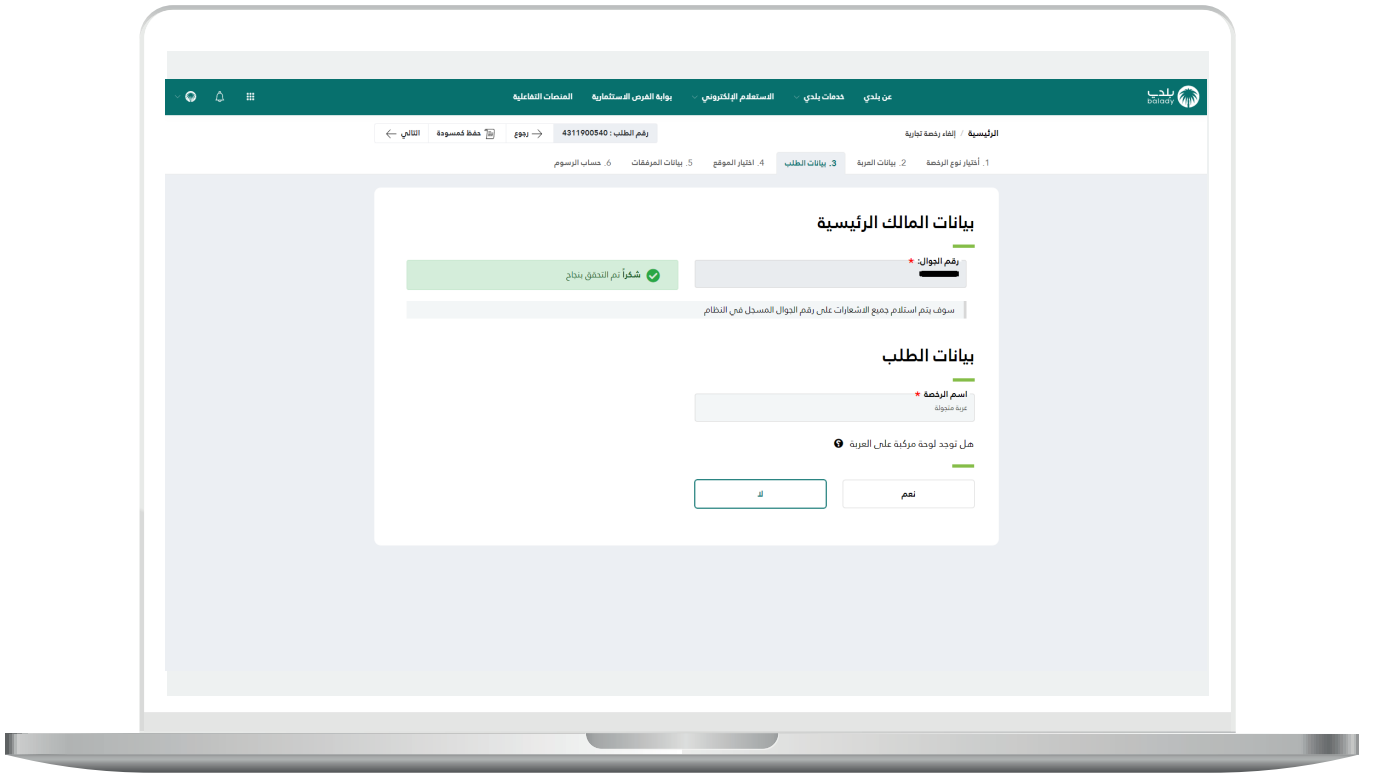 بلدي
balady
عن بلدي
خدمات بلدي
الاستعلام الإلكتروني
بوابة الفرص الاستثمارية
المنصات التفاعلية
الرئيسية / إلغاء رخصة تجارية
رقم الطلب : 4311900540
رجوع
حفظ كمسودة
التالي
1. أختيار نوع الرخصة
2. بيانات العربة
3. بيانات الطلب
4. اختيار الموقع
5. بيانات المرفقات
6. حساب الرسوم
بيانات المالك الرئيسية
رقم الجوال: *
شكراً تم التحقق بنجاح
سوف يتم استلام جميع الاشعارات على رقم الجوال المسجل في النظام
بيانات الطلب
اسم الرخصة *
عربة متجولة
هل توجد لوحة مركبة على العربة
نعم
لا